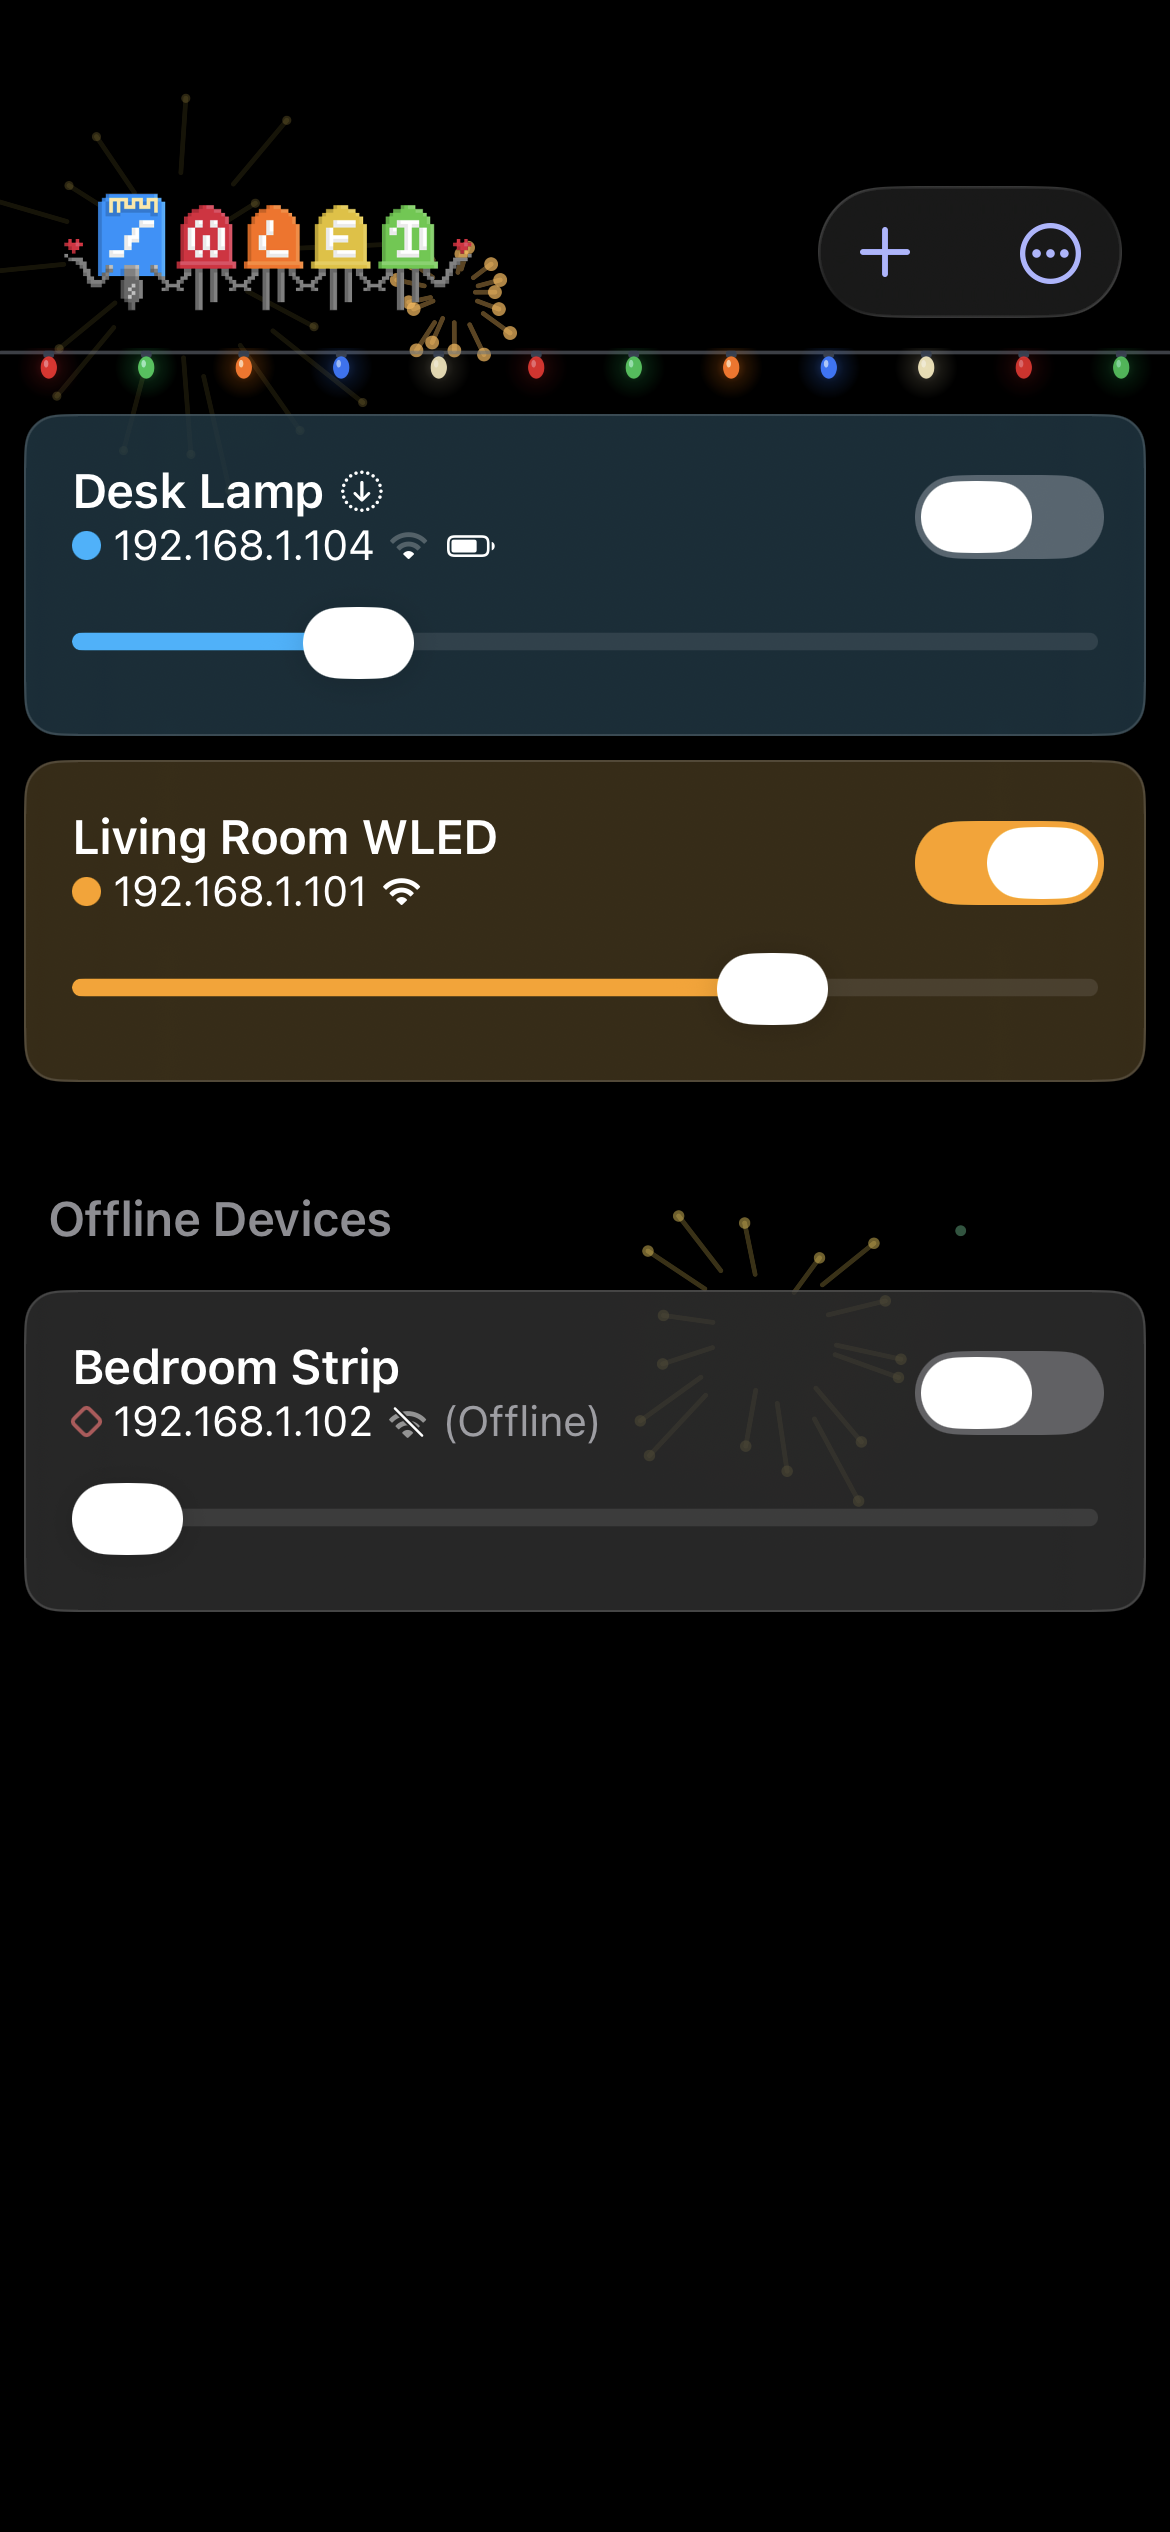 WLED
Desk Lamp
192.168.1.104
Living Room WLED
192.168.1.101
Offline Devices
Bedroom Strip
192.168.1.102 (Offline)